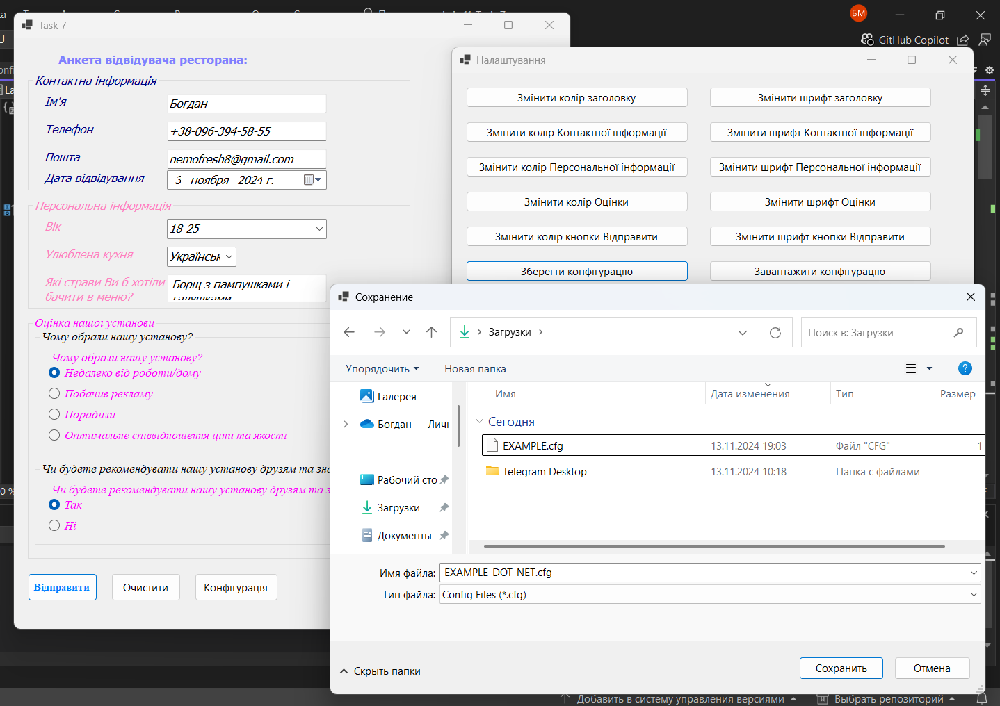 GitHub Copilot
БМ
Task 7
Анкета відвідувача ресторана:
Контактна інформація
Ім'я
Богдан
Телефон
+38-096-394-58-55
Пошта
nemofresh8@gmail.com
Дата відвідування
3 ноября 2024 г.
Персональна інформація
Вік
18-25
Улюблена кухня
Українськ
Які страви Ви б хотіли
бачити в меню?
Борщ з пампушками і
галушками
Оцінка нашої установи
Чому обрали нашу установу?
Чому обрали нашу установу?
Недалеко від роботи/дому
Побачив рекламу
Порадили
Оптимальне співвідношення ціни та якості
Чи будете рекомендувати нашу установу друзям та зна
Чи будете рекомендувати нашу установу друзям та з
Так
Ні
Відправити
Очистити
Конфігурація
Налаштування
Змінити колір заголовку
Змінити шрифт заголовку
Змінити колір Контактної інформації
Змінити шрифт Контактної інформації
Змінити колір Персональної інформації
Змінити шрифт Персональної інформації
Змінити колір Оцінки
Змінити шрифт Оцінки
Змінити колір кнопки Відправити
Змінити шрифт кнопки Відправити
Зберегти конфігурацію
Завантажити конфігурацію
Сохранение
Загрузки
Поиск в: Загрузки
Упорядочить
Новая папка
Галерея
Богдан — Личн
Рабочий сто
Загрузки
Документы
Имя
Дата изменения
Тип
Размер
Сегодня
EXAMPLE.cfg
13.11.2024 19:03
Файл "CFG"
1
Telegram Desktop
13.11.2024 10:18
Папка с файлами
Имя файла:
EXAMPLE_DOT-NET.cfg
Тип файла:
Config Files (*.cfg)
Скрыть папки
Сохранить
Отмена
Добавить в систему управления версиями
Выбрать репозиторий